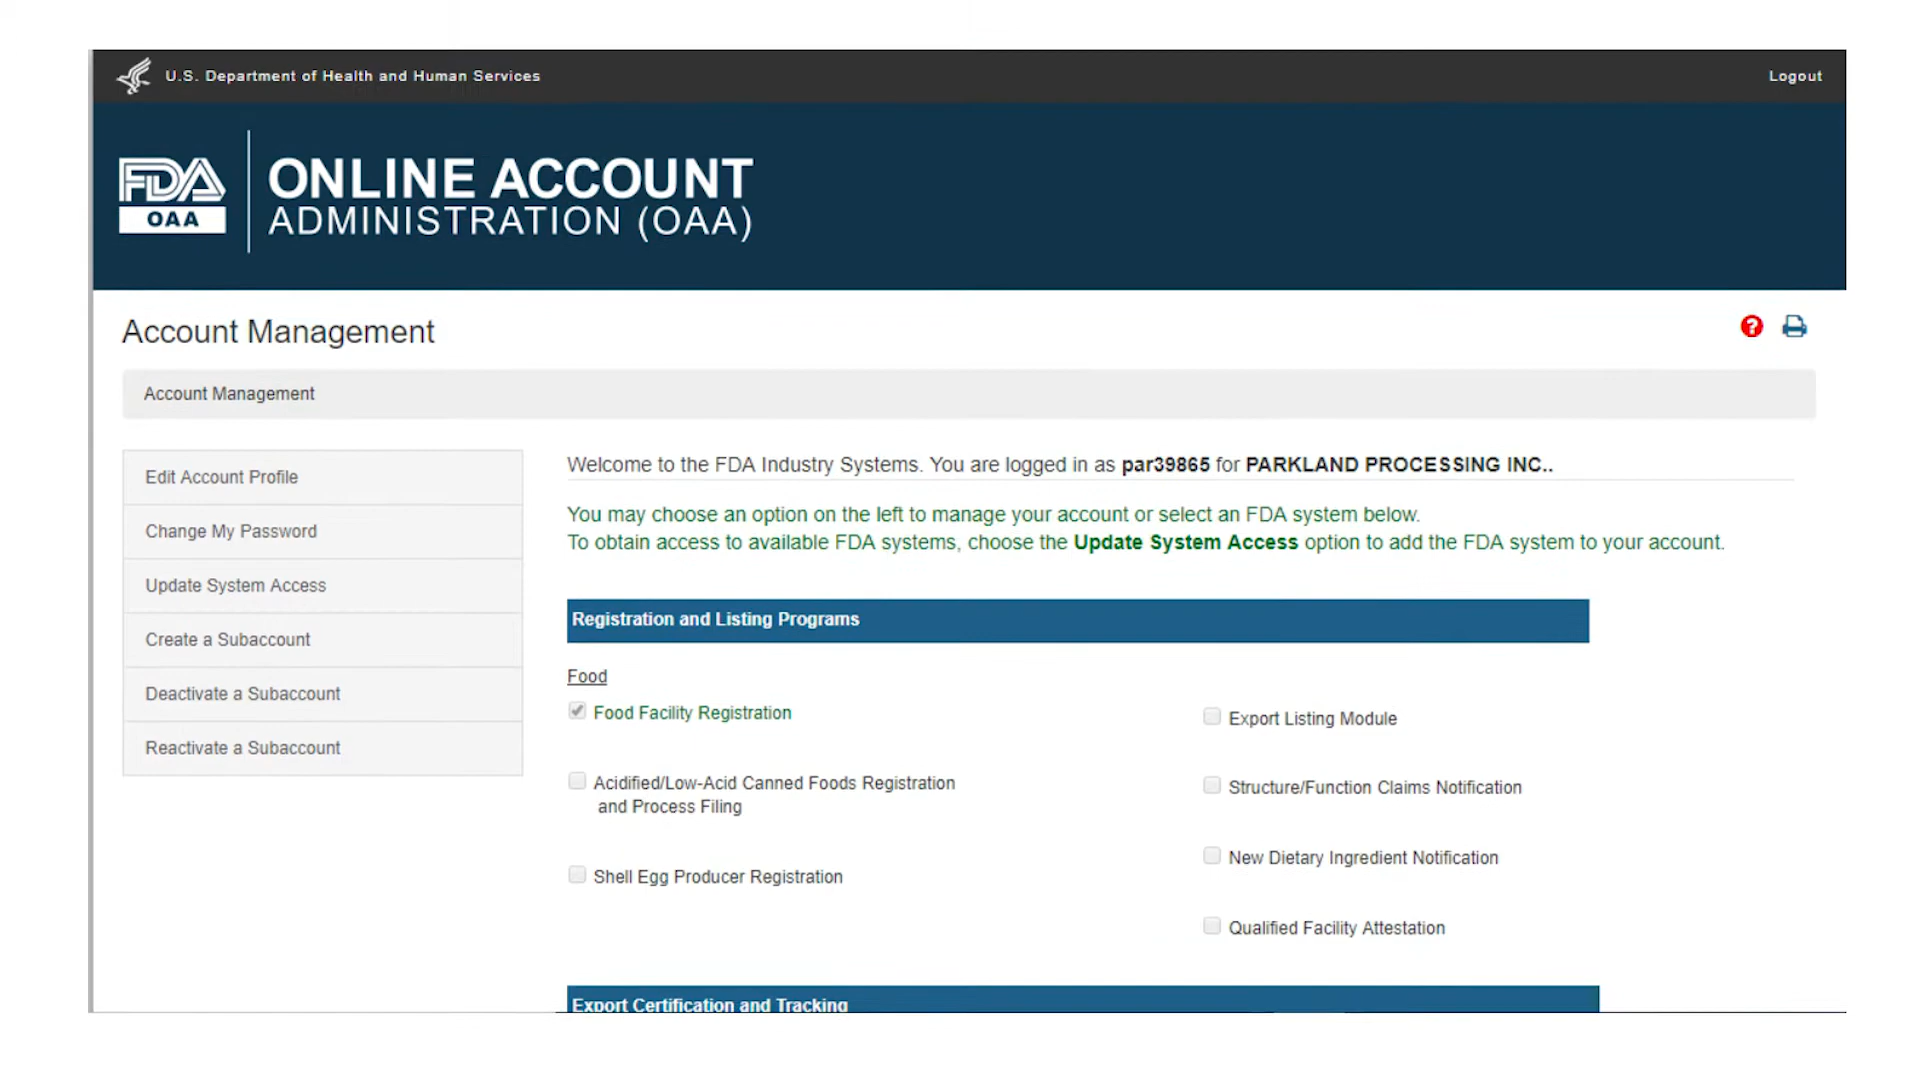 U.S. Department of Health and Human Services
Logout
FDA
OAA
ONLINE ACCOUNT
ADMINISTRATION (OAA)
Account Management
?
Account Management
Edit Account Profile
Change My Password
Update System Access
Create a Subaccount
Deactivate a Subaccount
Reactivate a Subaccount
Welcome to the FDA Industry Systems. You are logged in as par39865 for PARKLAND PROCESSING INC..
You may choose an option on the left to manage your account or select an FDA system below.
To obtain access to available FDA systems, choose the Update System Access option to add the FDA system to your account.
Registration and Listing Programs
Food
Food Facility Registration
Acidified/Low-Acid Canned Foods Registration
and Process Filing
Shell Egg Producer Registration
Export Listing Module
Structure/Function Claims Notification
New Dietary Ingredient Notification
Qualified Facility Attestation
Export Certification and Tracking